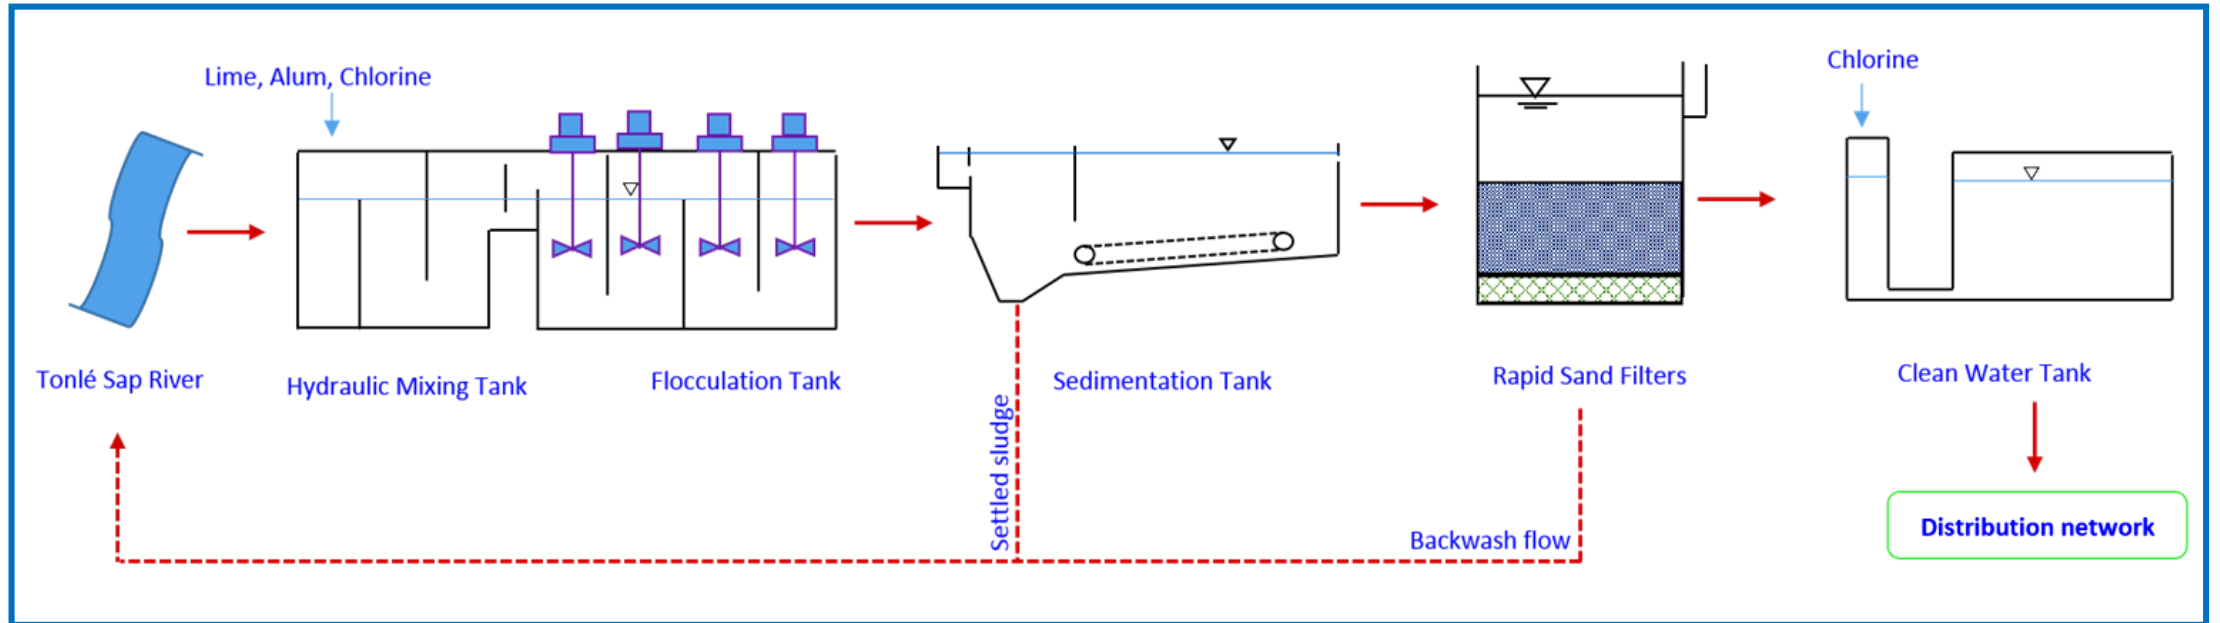 Lime, Alum, Chlorine
Chlorine
Tonlé Sap River
Hydraulic Mixing Tank
Flocculation Tank
Sedimentation Tank
Rapid Sand Filters
Clean Water Tank
Settled sludge
Backwash flow
Distribution network